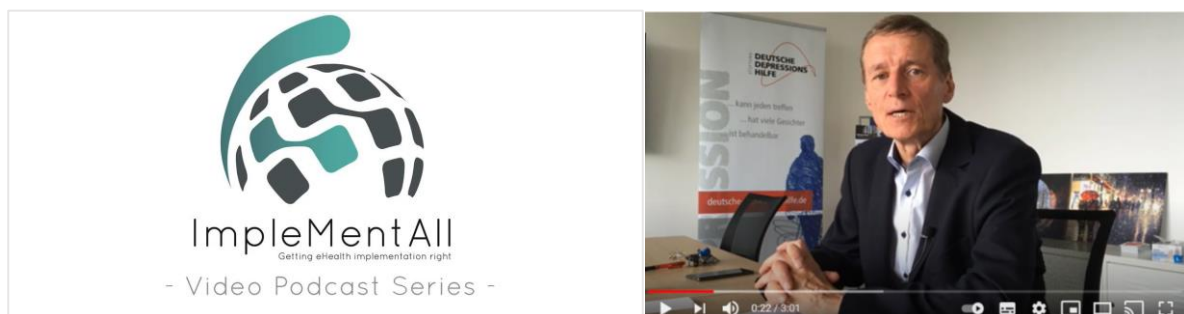 ImpleMentAll
Getting eHealth implementation right
- Video Podcast Series -
DEUTSCHE
DEPRESSIONS
HILFE
... kann jeden treffen
... hat viele Gesichter
ist behandelbar
SSION
deutsche
hilfe.de
0:22 / 3:01